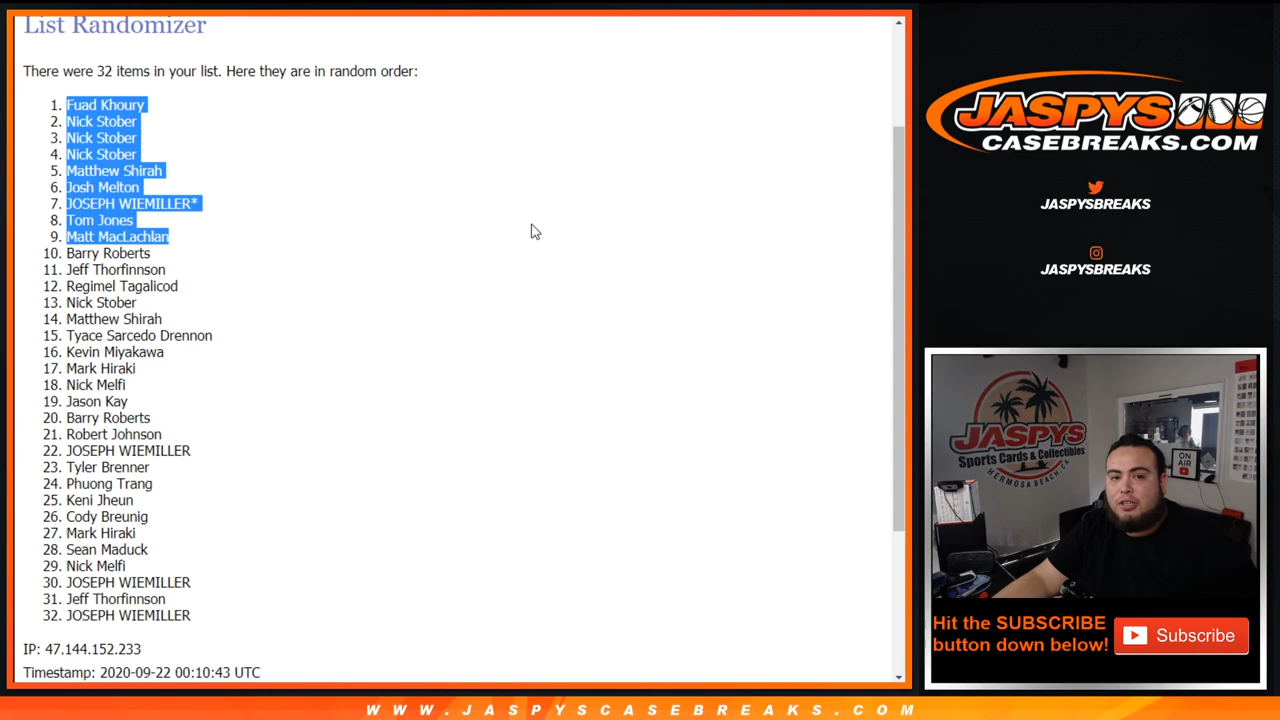 List Randomizer
There were 32 items in your list. Here they are in random order:
1. Fuad Khoury
2. Nick Stober
3. Nick Stober
4. Nick Stober
5. Matthew Shirah
6. Josh Melton
7. JOSEPH WIEMILLER*
8. Tom Jones
9. Matt MacLachlan
10. Barry Roberts
11. Jeff Thorfinnson
12. Regimel Tagalicod
13. Nick Stober
14. Matthew Shirah
15. Tyace Sarcedo Drennon
16. Kevin Miyakawa
17. Mark Hiraki
18. Nick Melfi
19. Jason Kay
20. Barry Roberts
21. Robert Johnson
22. JOSEPH WIEMILLER
23. Tyler Brenner
24. Phuong Trang
25. Keni Jheun
26. Cody Breunig
27. Mark Hiraki
28. Sean Maduck
29. Nick Melfi
30. JOSEPH WIEMILLER
31. Jeff Thorfinnson
32. JOSEPH WIEMILLER
IP: 47.144.152.233
Timestamp: 2020-09-22 00:10:43 UTC
JASPYS
CASEBREAKS.COM
JASPYSBREAKS
JASPYSBREAKS
JASPYS
Sports Cards & Collectibles
HERMOSA BEACH, CA
ON
AIR
Hit the SUBSCRIBE
button down below!
Subscribe
WWW.JASPYSCASEBREAKS.COM